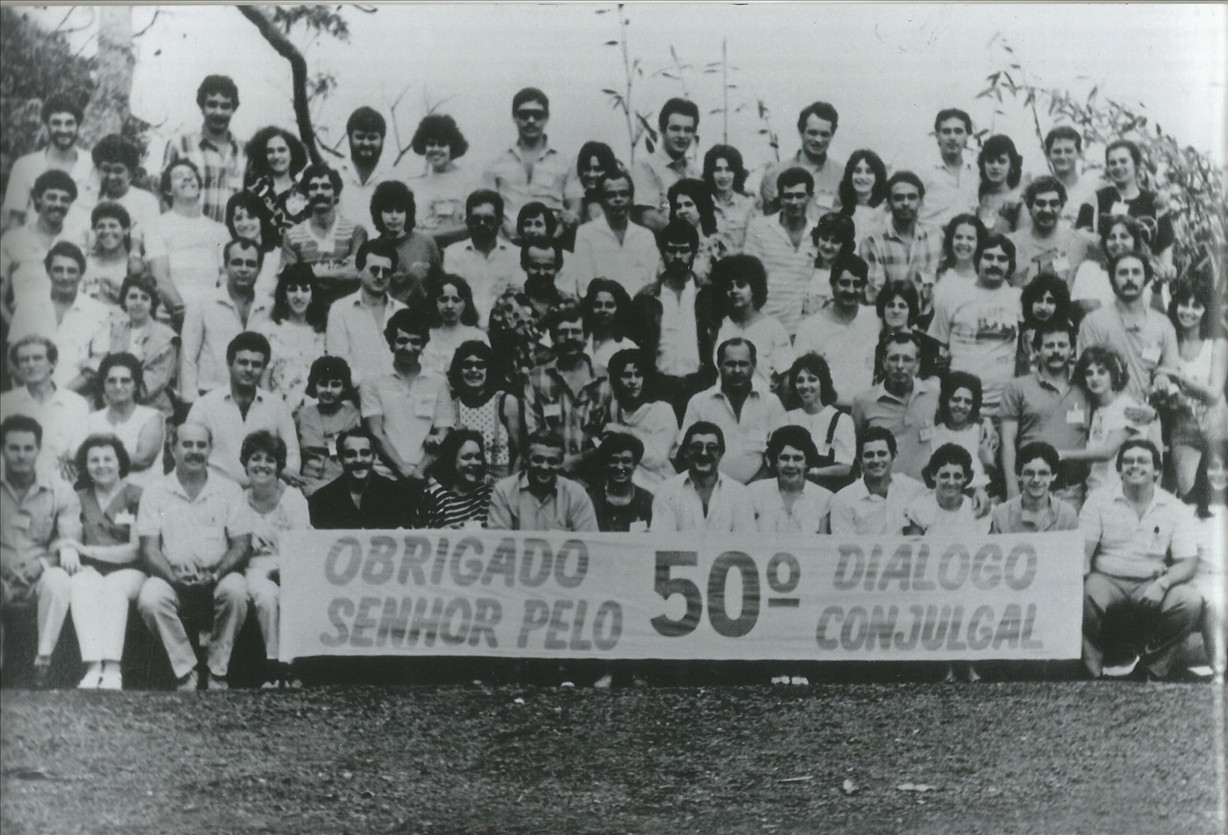 OBRIGADO 50º DIALOGO
SENHOR PELO CONJULGAL